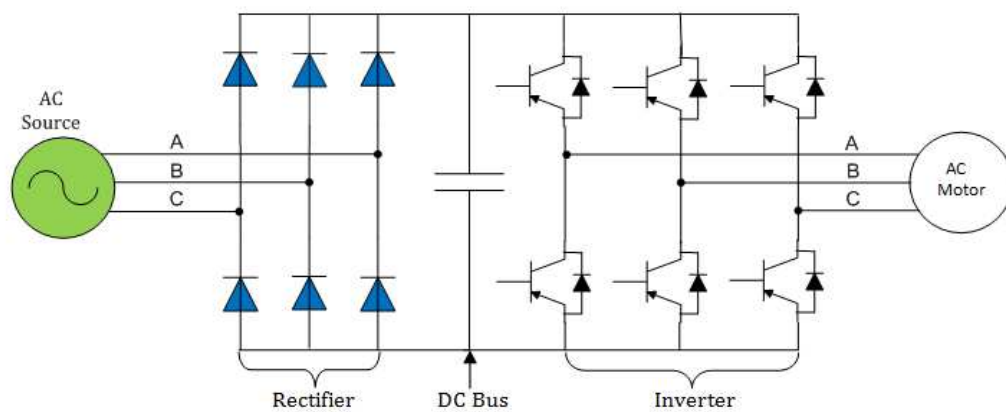 AC
Source
A
B
C
A
B
C
AC
Motor
Rectifier
DC Bus
Inverter